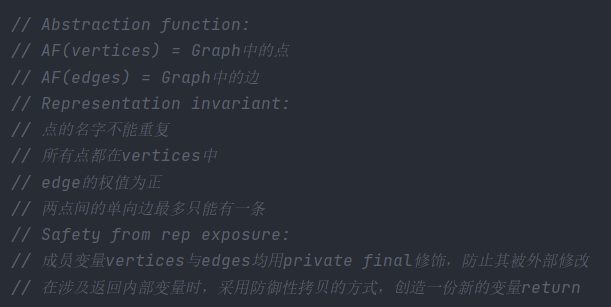 // Abstraction function:
// AF(vertices) = Graph中的点
// AF(edges) = Graph中的边
// Representation invariant:
// 点的名字不能重复
// 所有点都在vertices中
// edge的权值为正
// 两点间的单向边最多只能有一条
// Safety from rep exposure:
// 成员变量vertices与edges均用private final修饰，防止其被外部修改
// 在涉及返回内部变量时，采用防御性拷贝的方式，创造一份新的变量return